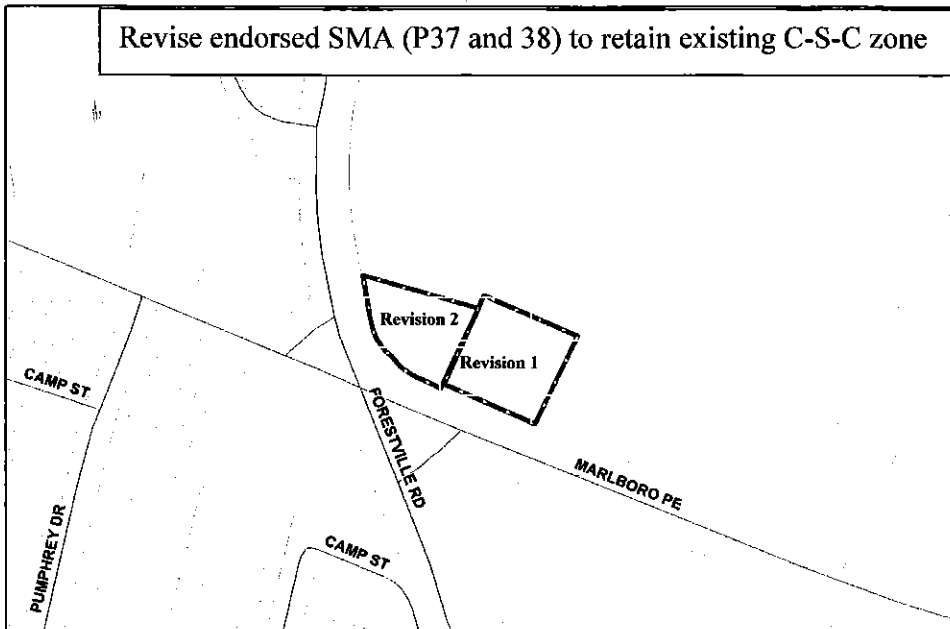 Revise endorsed SMA (P37 and 38) to retain existing C-S-C zone
Revision 2
Revision 1
CAMP ST
FORESTVILLE RD
MARLBORO PE
PUMPHREY DR
CAMP ST